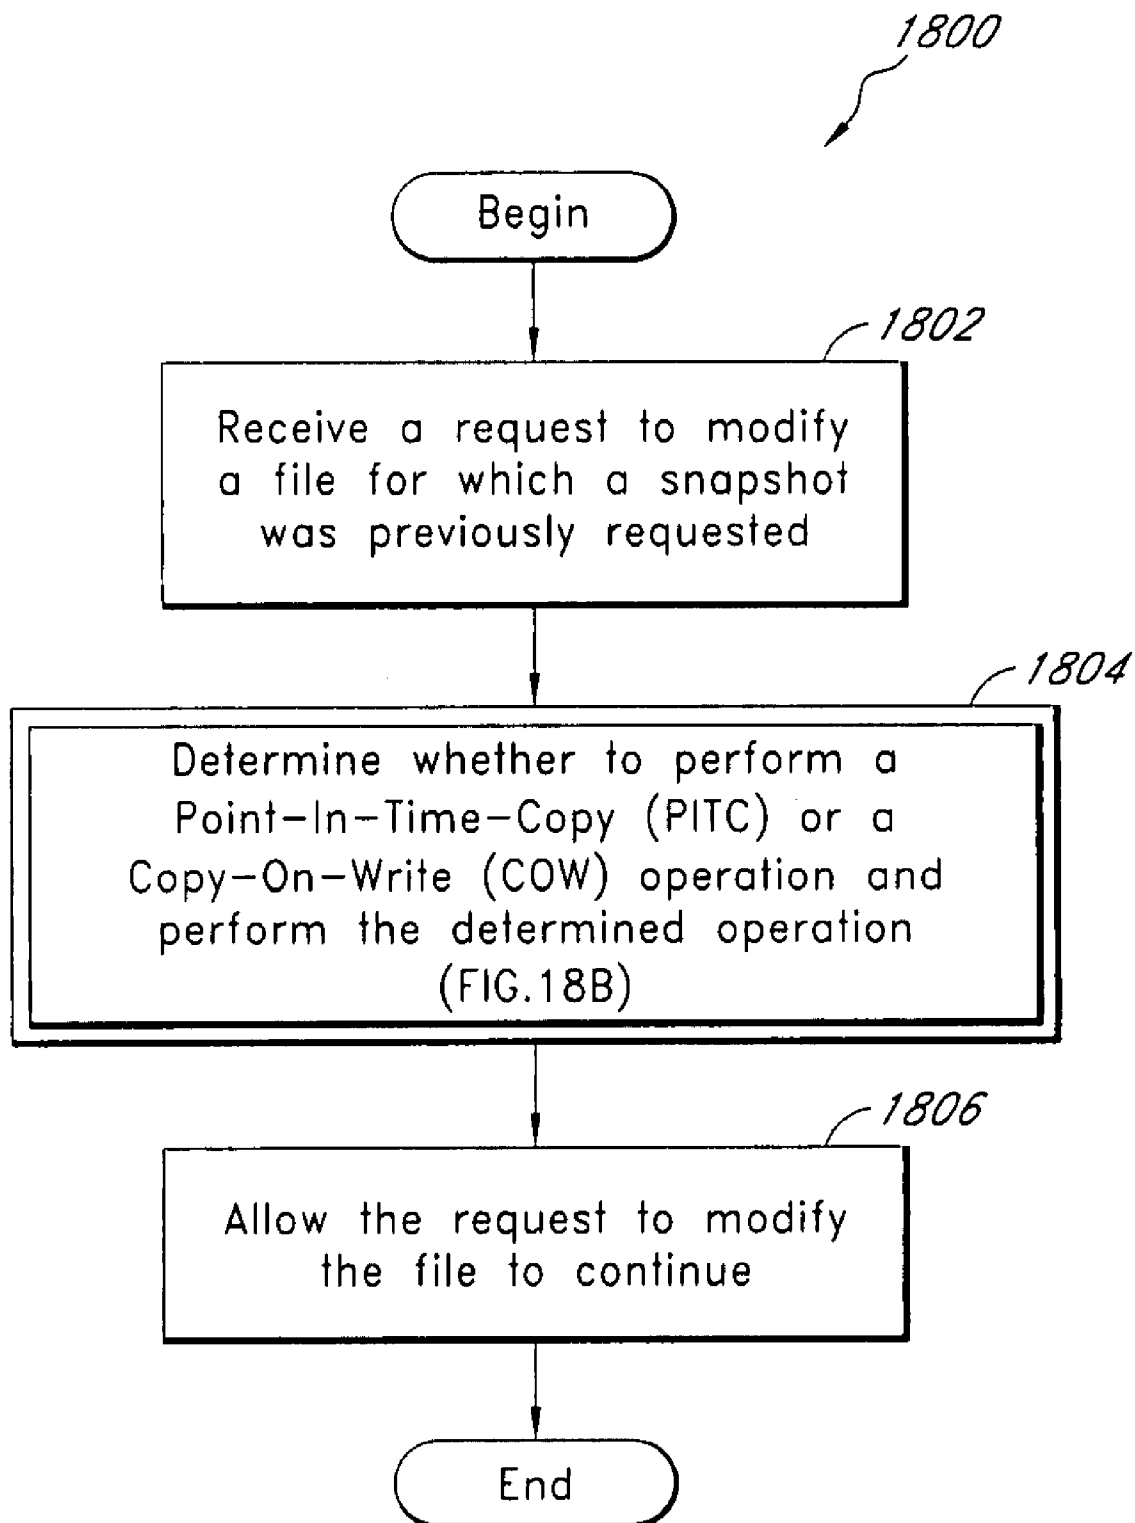 1800
Begin
1802
Receive a request to modify
a file for which a snapshot
was previously requested
1804
Determine whether to perform a
Point-In-Time-Copy (PITC) or a
Copy-On-Write (COW) operation and
perform the determined operation
(FIG.18B)
1806
Allow the request to modify
the file to continue
End